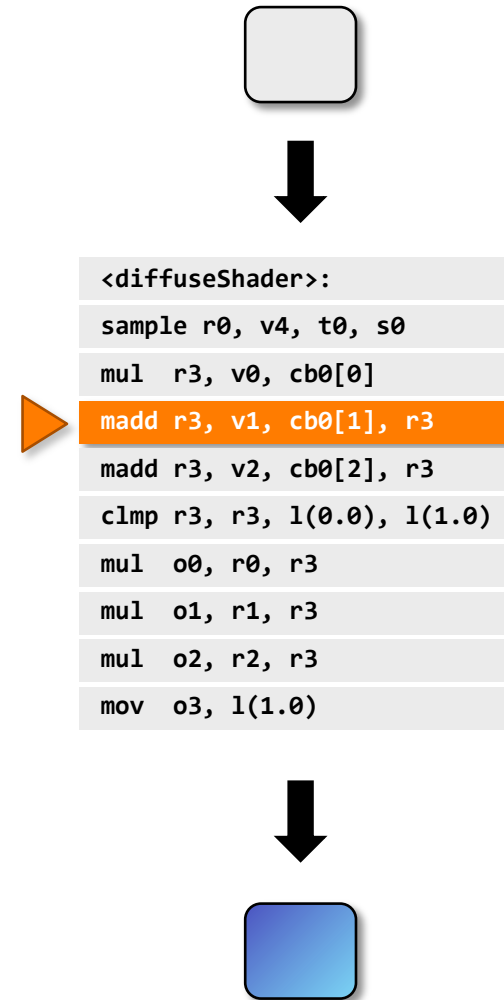 <diffuseShader>:
sample r0, v4, t0, s0
mul  r3, v0, cb0[0]
madd r3, v1, cb0[1], r3
madd r3, v2, cb0[2], r3
clmp r3, r3, l(0.0), l(1.0)
mul  o0, r0, r3
mul  o1, r1, r3
mul  o2, r2, r3
mov  o3, l(1.0)